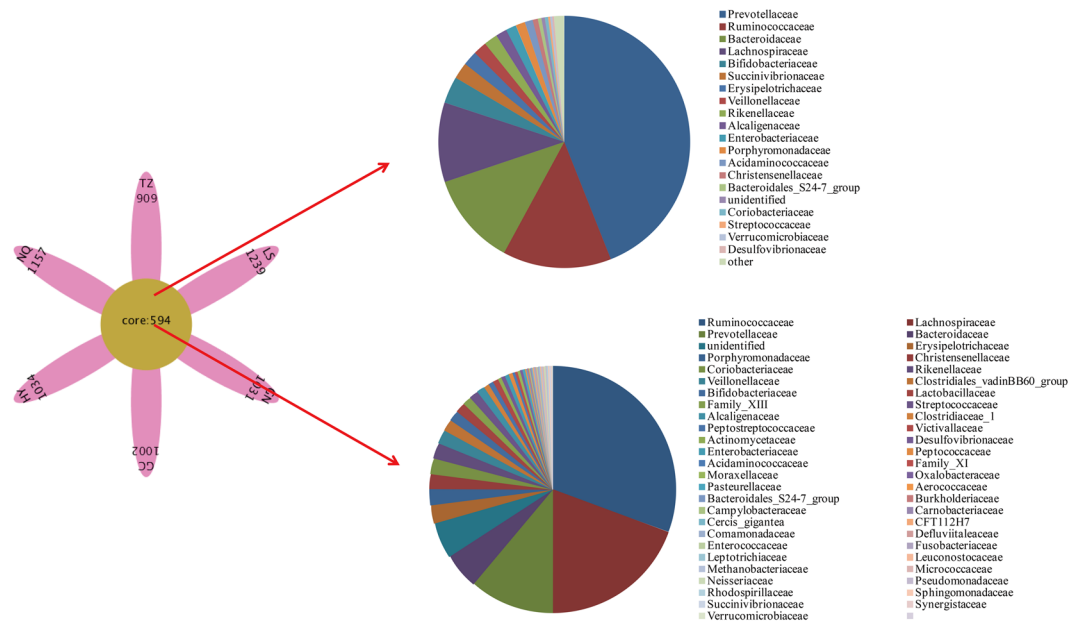 TZ
909
LS
1239
GN
1031
GC
1002
HY
1034
NQ
1157
core:594
Prevotellaceae
Ruminococcaceae
Bacteroidaceae
Lachnospiraceae
Bifidobacteriaceae
Succinivibrionaceae
Erysipelotrichaceae
Veillonellaceae
Rikenellaceae
Alcaligenaceae
Enterobacteriaceae
Porphyromonadaceae
Acidaminococcaceae
Christensenellaceae
Bacteroidales_S24-7_group
unidentified
Coriobacteriaceae
Streptococcaceae
Verrucomicrobiaceae
Desulfovibrionaceae
other
Ruminococcaceae
Prevotellaceae
unidentified
Porphyromonadaceae
Coriobacteriaceae
Veillonellaceae
Bifidobacteriaceae
Family_XIII
Alcaligenaceae
Peptostreptococcaceae
Actinomycetaceae
Enterobacteriaceae
Acidaminococcaceae
Moraxellaceae
Pasteurellaceae
Bacteroidales_S24-7_group
Campylobacteraceae
Cercis_gigantea
Comamonadaceae
Enterococcaceae
Leptotrichiaceae
Methanobacteriaceae
Neisseriaceae
Rhodospirillaceae
Succinivibrionaceae
Verrucomicrobiaceae
Lachnospiraceae
Bacteroidaceae
Erysipelotrichaceae
Christensenellaceae
Rikenellaceae
Clostridiales_vadinBB60_group
Lactobacillaceae
Streptococcaceae
Clostridiaceae_1
Victivallaceae
Desulfovibrionaceae
Peptococcaceae
Family_XI
Oxalobacteraceae
Aerococcaceae
Burkholderiaceae
Carnobacteriaceae
CFT112H7
Defluviitaleaceae
Fusobacteriaceae
Leuconostocaceae
Micrococcaceae
Pseudomonadaceae
Sphingomonadaceae
Synergistaceae